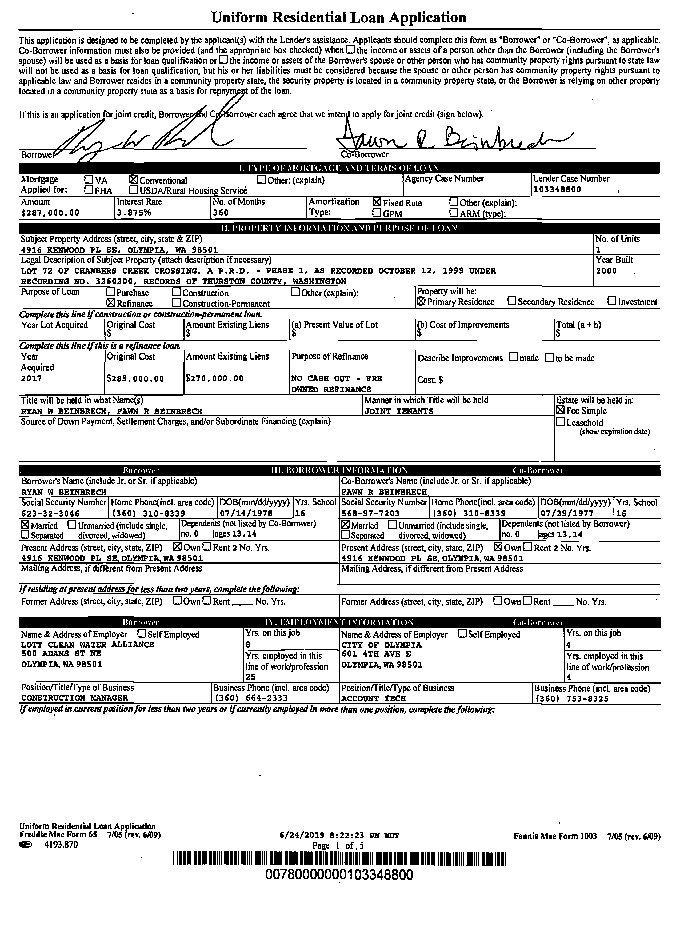 Uniform Residential Loan Application
This application is designed to be completed by the applicant(s) with the Lender's assistance. Applicants should complete this form as "Borrower" or "Co-Borrower", as applicable.
Co-Borrower information must also be provided (and the appropriate box checked) when the income or assets of a person other than the Borrower (including the Borrower's
spouse) will be used as a basis for loan qualification or the income or assets of the Borrower's spouse or other person who has community property rights pursuant to state law
will not be used as a basis for loan qualification, but his or her liabilities must be considered because the spouse or other person has community property rights pursuant to
applicable law and Borrower resides in a community property state, the security property is located in a community property state, or the Borrower is relying on other property
located in a community property state as a basis for repayment of the loan.
If this is an application for joint credit, Borrower and Co-Borrower each agree that we intend to apply for joint credit (sign below).
Borrower Co-Borrower
I. TYPE OF MORTGAGE AND TERMS OF LOAN
Mortgage VA Conventional Other: (explain) Agency Case Number Lender Case Number
Applied for: FHA USDA/Rural Housing Service 103348800
Amount Interest Rate No. of Months Amortization Fixed Rate Other (explain):
$287,000.00 3.875% 360 Type: GPM ARM (type):
II. PROPERTY INFORMATION AND PURPOSE OF LOAN
Subject Property Address (street, city, state & ZIP) No. of Units
4916 KENWOOD PL SE, OLYMPIA, WA 98501 1
Legal Description of Subject Property (attach description if necessary) Year Built
LOT 72 OF CHAMBERS CREEK CROSSING, A P.R.D. - PHASE 1, AS RECORDED OCTOBER 12, 1999 UNDER 2000
RECORDING NO. 3260300, RECORDS OF THURSTON COUNTY, WASHINGTON
Purpose of Loan Purchase Construction Other (explain): Property will be:
Refinance Construction-Permanent Primary Residence Secondary Residence Investment
Complete this line if construction or construction-permanent loan.
Year Lot Acquired Original Cost Amount Existing Liens (a) Present Value of Lot (b) Cost of Improvements Total (a + b)
$ $ $ $ $
Complete this line if this is a refinance loan.
Year Original Cost Amount Existing Liens Purpose of Refinance Describe Improvements made to be made
Acquired
2017 $285,000.00 $270,000.00 NO CASH OUT - FRE Cost: $
OWNED REFINANCE
Title will be held in what Name(s) Manner in which Title will be held Estate will be held in:
RYAN W BEINBRECH, FAWN R BEINBRECH JOINT TENANTS Fee Simple
Source of Down Payment, Settlement Charges, and/or Subordinate Financing (explain) Leasehold
(show expiration date)
Borrower III. BORROWER INFORMATION Co-Borrower
Borrower's Name (include Jr. or Sr. if applicable) Co-Borrower's Name (include Jr. or Sr. if applicable)
RYAN W BEINBRECH FAWN R BEINBRECH
Social Security Number Home Phone(incl. area code) DOB(mm/dd/yyyy) Yrs. School Social Security Number Home Phone(incl. area code) DOB(mm/dd/yyyy) Yrs. School
623-32-3046 (360) 310-8339 07/14/1978 16 568-97-7203 (360) 310-8339 07/29/1977 16
Married Unmarried (include single, Dependents (not listed by Co-Borrower) Married Unmarried (include single, Dependents (not listed by Borrower)
Separated divorced, widowed) no. 0 ages 13,14 Separated divorced, widowed) no. 0 ages 13,14
Present Address (street, city, state, ZIP) Own Rent 2 No. Yrs. Present Address (street, city, state, ZIP) Own Rent 2 No. Yrs.
4916 KENWOOD PL SE, OLYMPIA, WA 98501 4916 KENWOOD PL SE, OLYMPIA, WA 98501
Mailing Address, if different from Present Address Mailing Address, if different from Present Address
If residing at present address for less than two years, complete the following:
Former Address (street, city, state, ZIP) Own Rent ____ No. Yrs. Former Address (street, city, state, ZIP) Own Rent ____ No. Yrs.
Borrower IV. EMPLOYMENT INFORMATION Co-Borrower
Name & Address of Employer Self Employed Yrs. on this job Name & Address of Employer Self Employed Yrs. on this job
LOTT CLEAN WATER ALLIANCE 8 CITY OF OLYMPIA 4
500 ADAMS ST NE Yrs. employed in this 601 4TH AVE E Yrs. employed in this
OLYMPIA, WA 98501 line of work/profession OLYMPIA, WA 98501 line of work/profession
25 4
Position/Title/Type of Business Business Phone (incl. area code) Position/Title/Type of Business Business Phone (incl. area code)
CONSTRUCTION MANAGER (360) 664-2333 ACCOUNT TECH (360) 753-8325
If employed in current position for less than two years or if currently employed in more than one position, complete the following:
Uniform Residential Loan Application
Freddie Mac Form 65 7/05 (rev. 6/09) 6/24/2019 8:22:23 Fannie Mae Form 1003 7/05 (rev. 6/09)
4193.870 Page 1 of 5
00780000000103348800